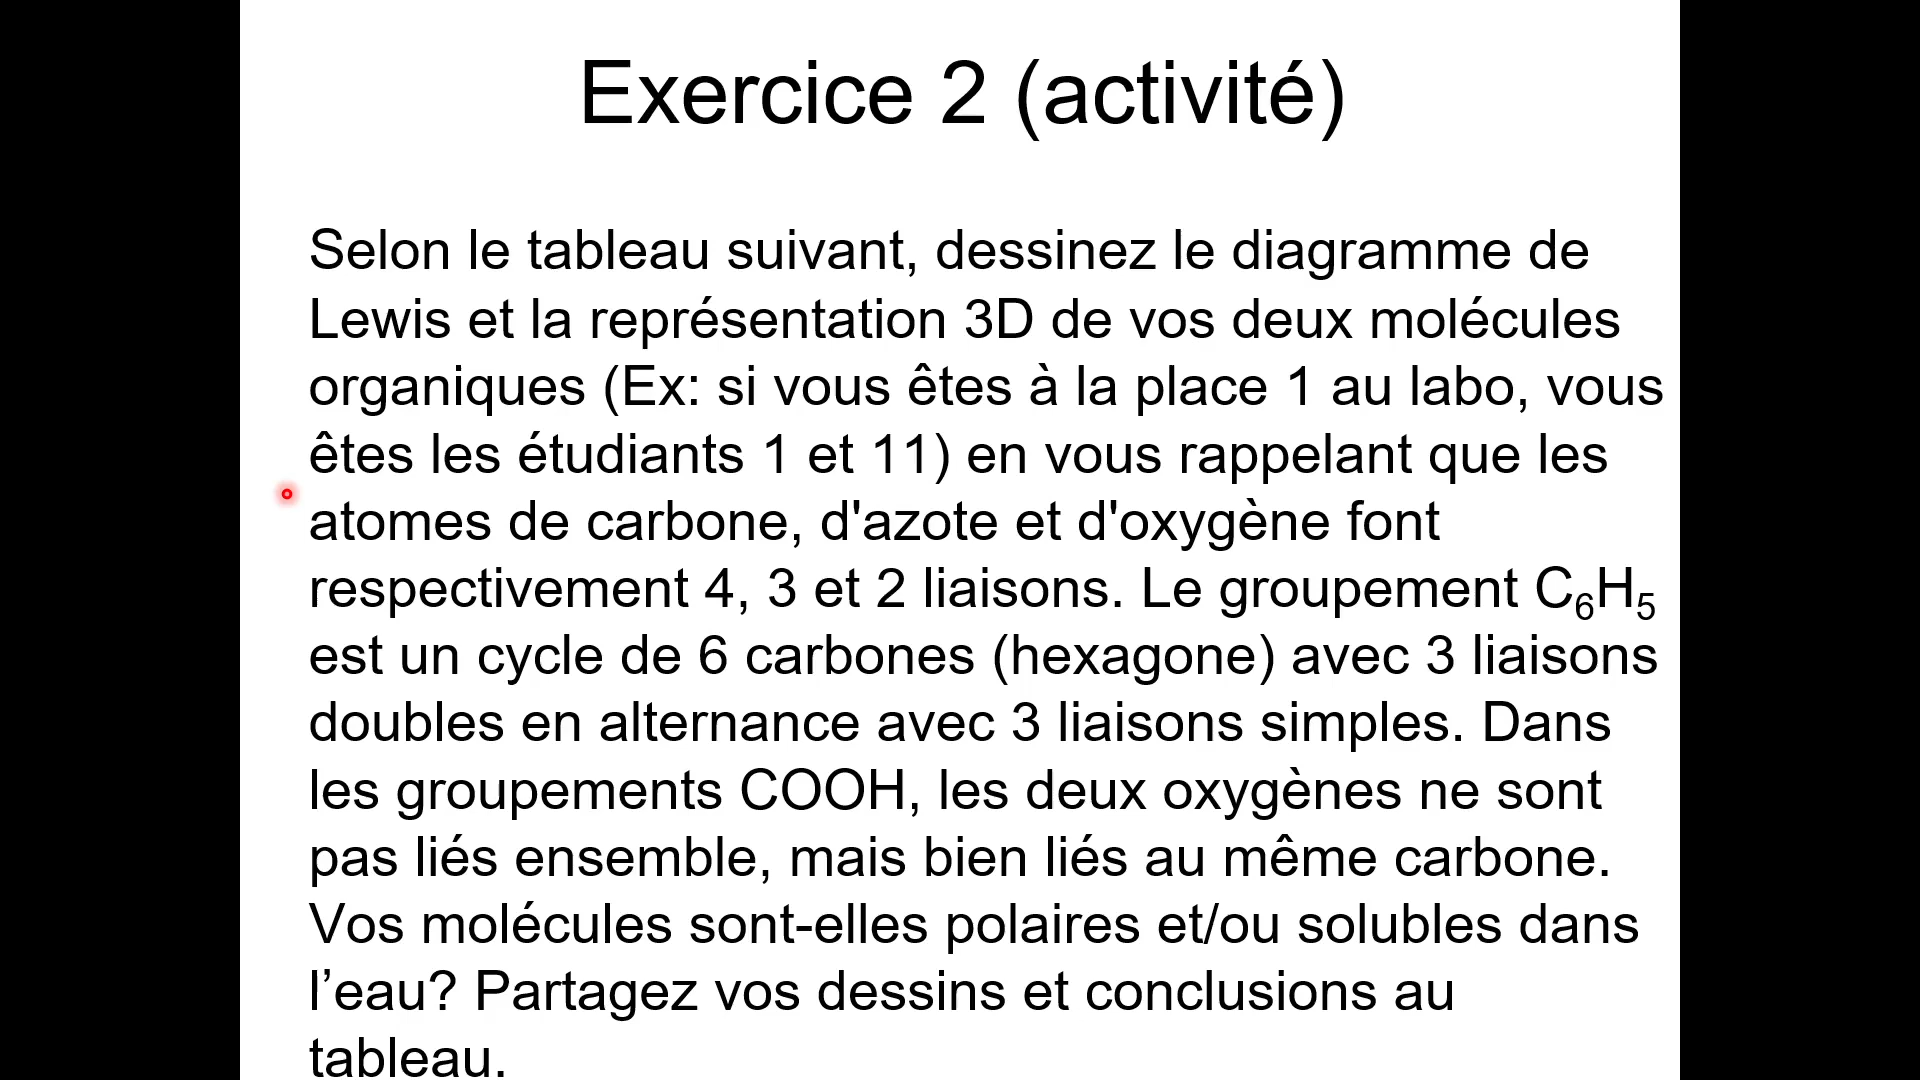 Exercice 2 (activité)
Selon le tableau suivant, dessinez le diagramme de
Lewis et la représentation 3D de vos deux molécules
organiques (Ex: si vous êtes à la place 1 au labo, vous
êtes les étudiants 1 et 11) en vous rappelant que les
atomes de carbone, d'azote et d'oxygène font
respectivement 4, 3 et 2 liaisons. Le groupement C₆H₅
est un cycle de 6 carbones (hexagone) avec 3 liaisons
doubles en alternance avec 3 liaisons simples. Dans
les groupements COOH, les deux oxygènes ne sont
pas liés ensemble, mais bien liés au même carbone.
Vos molécules sont-elles polaires et/ou solubles dans
l’eau? Partagez vos dessins et conclusions au
tableau.